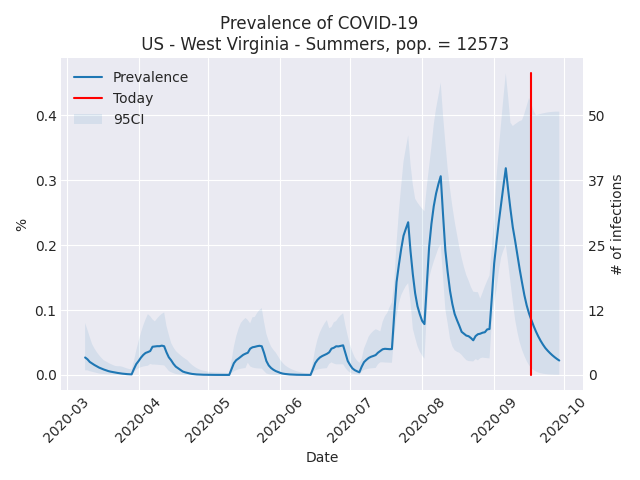 Prevalence of COVID-19
US - West Virginia - Summers, pop. = 12573
Prevalence
Today
95CI
0.4
0.3
0.2
0.1
0.0
%
50
37
25
12
0
# of infections
2020-03
2020-04
2020-05
2020-06
2020-07
2020-08
2020-09
2020-10
Date